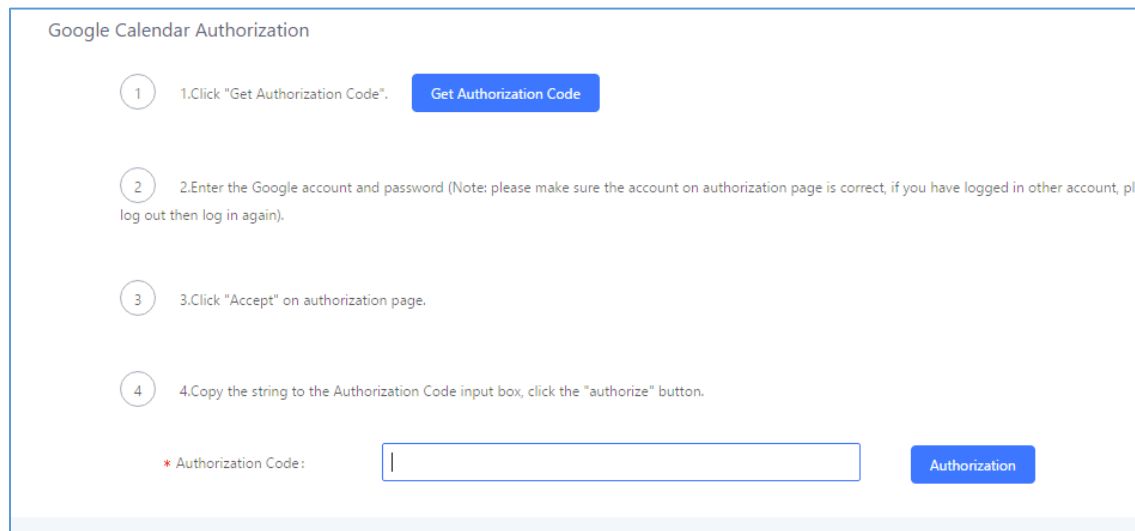 Google Calendar Authorization
1 1.Click "Get Authorization Code". Get Authorization Code
2 2.Enter the Google account and password (Note: please make sure the account on authorization page is correct, if you have logged in other account,
log out then log in again).
3 3.Click "Accept" on authorization page.
4 4.Copy the string to the Authorization Code input box, click the "authorize" button.
* Authorization Code: Authorization